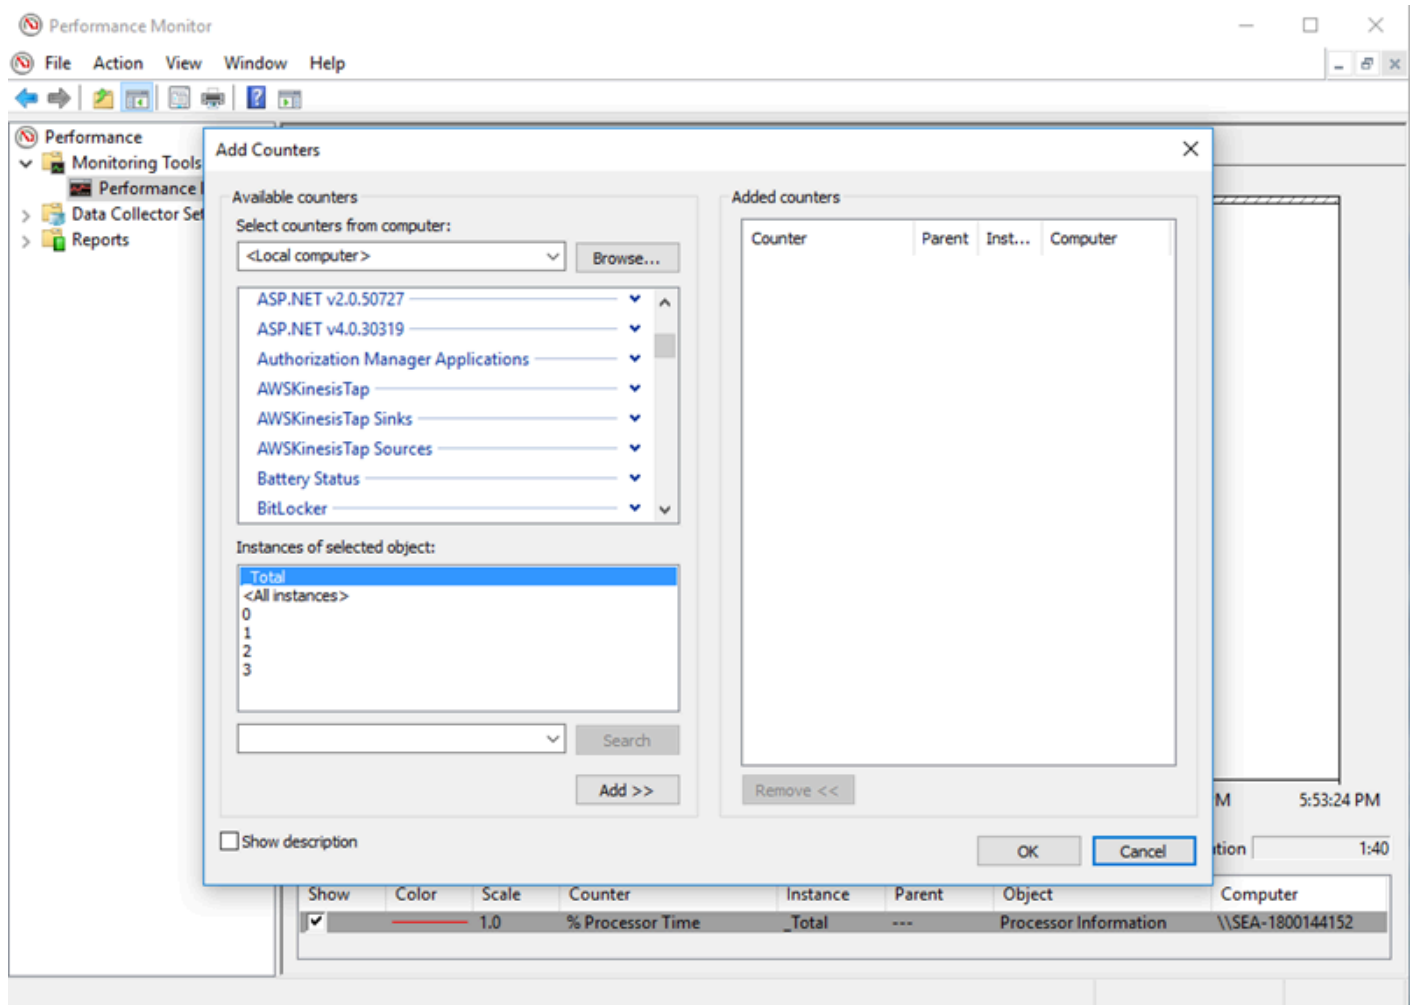 Performance Monitor
File Action View Window Help
Performance
Monitoring Tools
Performance
Data Collector Set
Reports
Add Counters
Available counters
Select counters from computer:
<Local computer>
Browse...
ASP.NET v2.0.50727
ASP.NET v4.0.30319
Authorization Manager Applications
AWSKinesisTap
AWSKinesisTap Sinks
AWSKinesisTap Sources
Battery Status
BitLocker
Instances of selected object:
_Total
<All instances>
0
1
2
3
Search
Add >>
Show description
Added counters
Counter Parent Inst... Computer
Remove <<
OK Cancel
M 5:53:24 PM
tion 1:40
Show Color Scale Counter Instance Parent Object Computer
1.0 % Processor Time _Total --- Processor Information \\SEA-1800144152